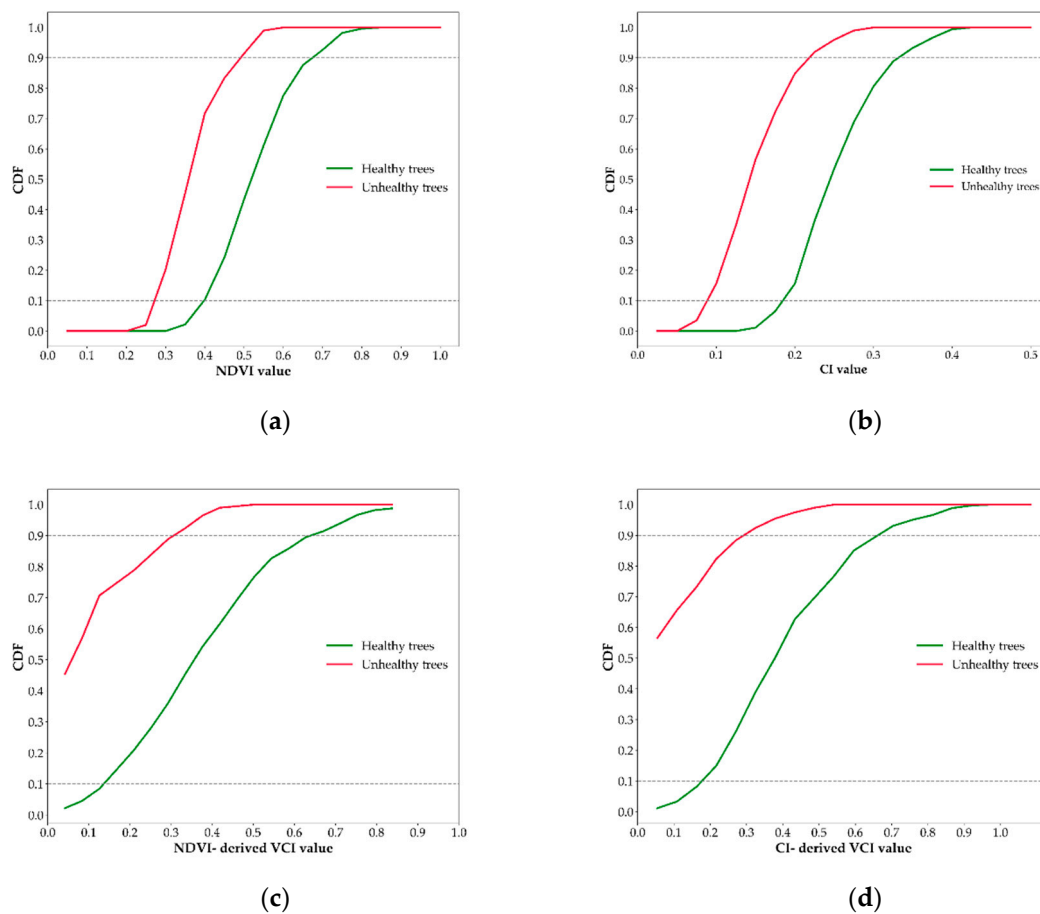 1.0
0.9
0.8
0.7
0.6
0.5
0.4
0.3
0.2
0.1
0.0
CDF
Healthy trees
Unhealthy trees
0.0 0.1 0.2 0.3 0.4 0.5 0.6 0.7 0.8 0.9 1.0
NDVI value
(a)
1.0
0.9
0.8
0.7
0.6
0.5
0.4
0.3
0.2
0.1
0.0
CDF
Healthy trees
Unhealthy trees
0.0 0.1 0.2 0.3 0.4 0.5
CI value
(b)
1.0
0.9
0.8
0.7
0.6
0.5
0.4
0.3
0.2
0.1
0.0
CDF
Healthy trees
Unhealthy trees
0.0 0.1 0.2 0.3 0.4 0.5 0.6 0.7 0.8 0.9 1.0
NDVI- derived VCI value
(c)
1.0
0.9
0.8
0.7
0.6
0.5
0.4
0.3
0.2
0.1
0.0
CDF
Healthy trees
Unhealthy trees
0.0 0.1 0.2 0.3 0.4 0.5 0.6 0.7 0.8 0.9 1.0
CI- derived VCI value
(d)